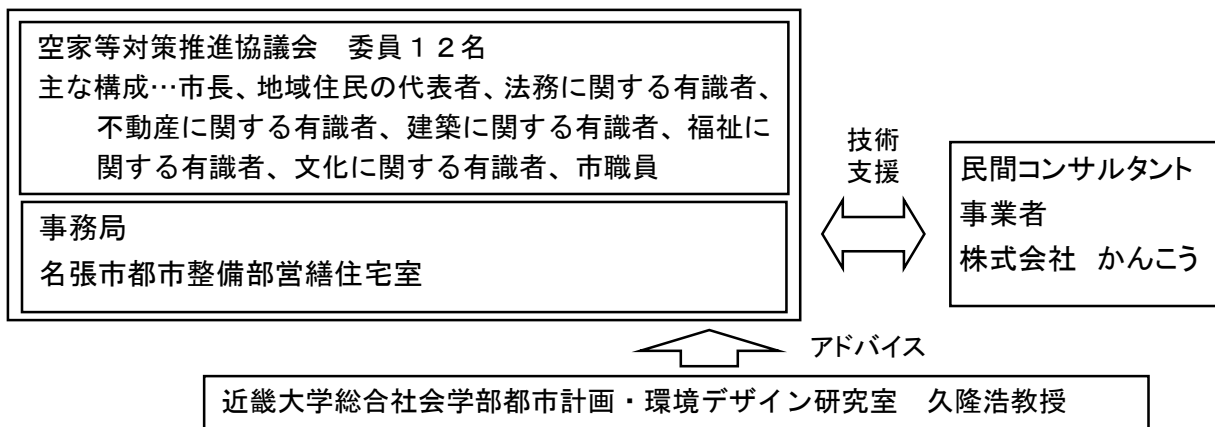 空家等対策推進協議会　委員１２名
主な構成…市長、地域住民の代表者、法務に関する有識者、
不動産に関する有識者、建築に関する有識者、福祉に
関する有識者、文化に関する有識者、市職員
事務局
名張市都市整備部営繕住宅室
技術
支援
民間コンサルタント
事業者
株式会社　かんこう
アドバイス
近畿大学総合社会学部都市計画・環境デザイン研究室　久隆浩教授